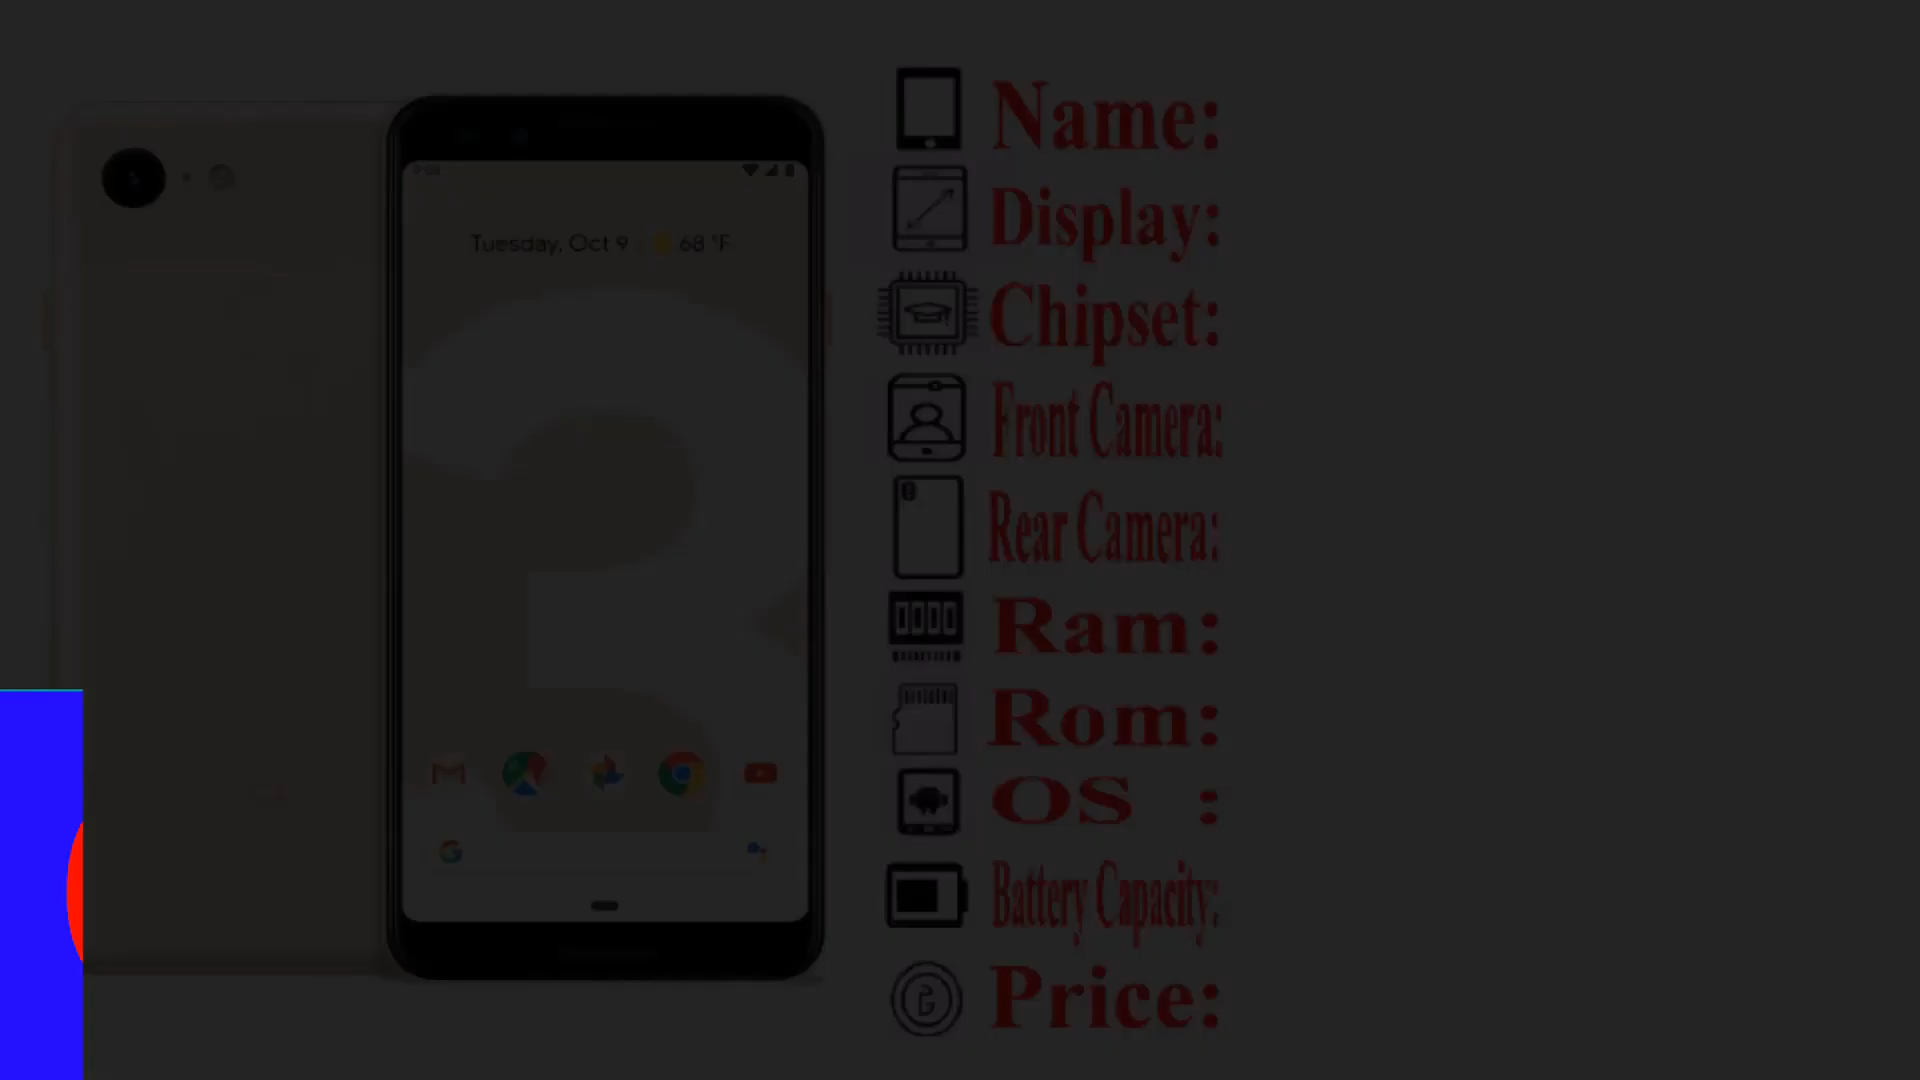 Tuesday, Oct 9
68 °F
Name:
Display:
Chipset:
Front Camera:
Rear Camera:
Ram:
Rom:
OS :
Battery Capacity:
Price: